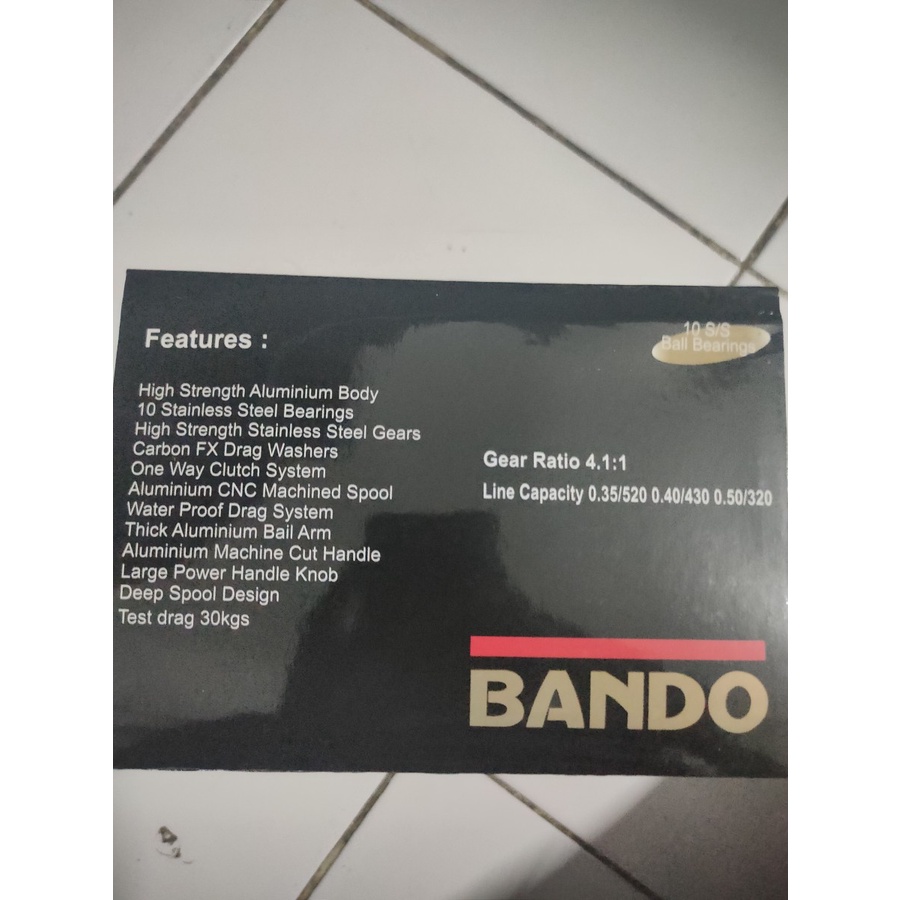 Features :
10 S/S
Ball Bearings
High Strength Aluminium Body
10 Stainless Steel Bearings
High Strength Stainless Steel Gears
Carbon FX Drag Washers
One Way Clutch System
Aluminium CNC Machined Spool
Water Proof Drag System
Thick Aluminium Bail Arm
Aluminium Machine Cut Handle
Large Power Handle Knob
Deep Spool Design
Test drag 30kgs
Gear Ratio 4.1:1
Line Capacity 0.35/520 0.40/430 0.50/320
BANDO